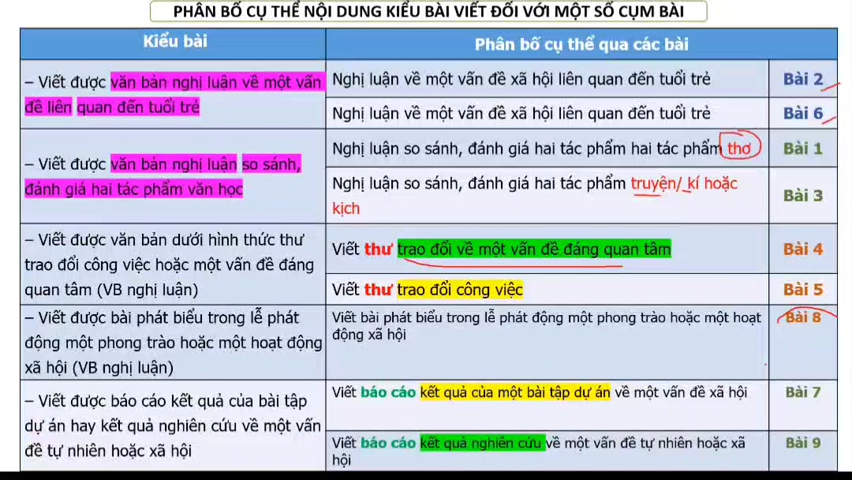 PHÂN BỐ CỤ THỂ NỘI DUNG KIỂU BÀI VIẾT ĐỐI VỚI MỘT SỐ CỤM BÀI
Kiểu bài
Phân bố cụ thể qua các bài
– Viết được văn bản nghị luận về một vấn
đề liên quan đến tuổi trẻ
Nghị luận về một vấn đề xã hội liên quan đến tuổi trẻ
Bài 2
Nghị luận về một vấn đề xã hội liên quan đến tuổi trẻ
Bài 6
– Viết được văn bản nghị luận so sánh,
đánh giá hai tác phẩm văn học
Nghị luận so sánh, đánh giá hai tác phẩm hai tác phẩm thơ
Bài 1
Nghị luận so sánh, đánh giá hai tác phẩm truyện/ kí hoặc
kịch
Bài 3
– Viết được văn bản dưới hình thức thư
trao đổi công việc hoặc một vấn đề đáng
quan tâm (VB nghị luận)
Viết thư trao đổi về một vấn đề đáng quan tâm
Bài 4
Viết thư trao đổi công việc
Bài 5
– Viết được bài phát biểu trong lễ phát
động một phong trào hoặc một hoạt động
xã hội (VB nghị luận)
Viết bài phát biểu trong lễ phát động một phong trào hoặc một hoạt
động xã hội
Bài 8
– Viết được báo cáo kết quả của bài tập
dự án hay kết quả nghiên cứu về một vấn
đề tự nhiên hoặc xã hội
Viết báo cáo kết quả của một bài tập dự án về một vấn đề xã hội
Bài 7
Viết báo cáo kết quả nghiên cứu về một vấn đề tự nhiên hoặc xã
hội
Bài 9